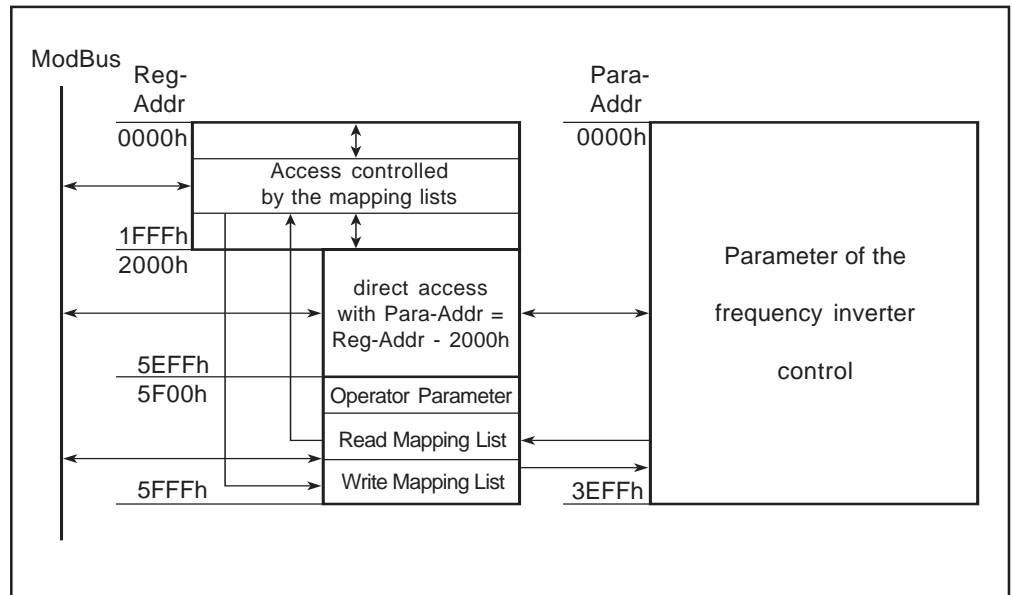 ModBus
Reg-
Addr
0000h
Access controlled
by the mapping lists
1FFFh
2000h
direct access
with Para-Addr =
Reg-Addr - 2000h
5EFFh
5F00h
Operator Parameter
Read Mapping List
Write Mapping List
5FFFh
Para-
Addr
0000h
Parameter of the
frequency inverter
control
3EFFh